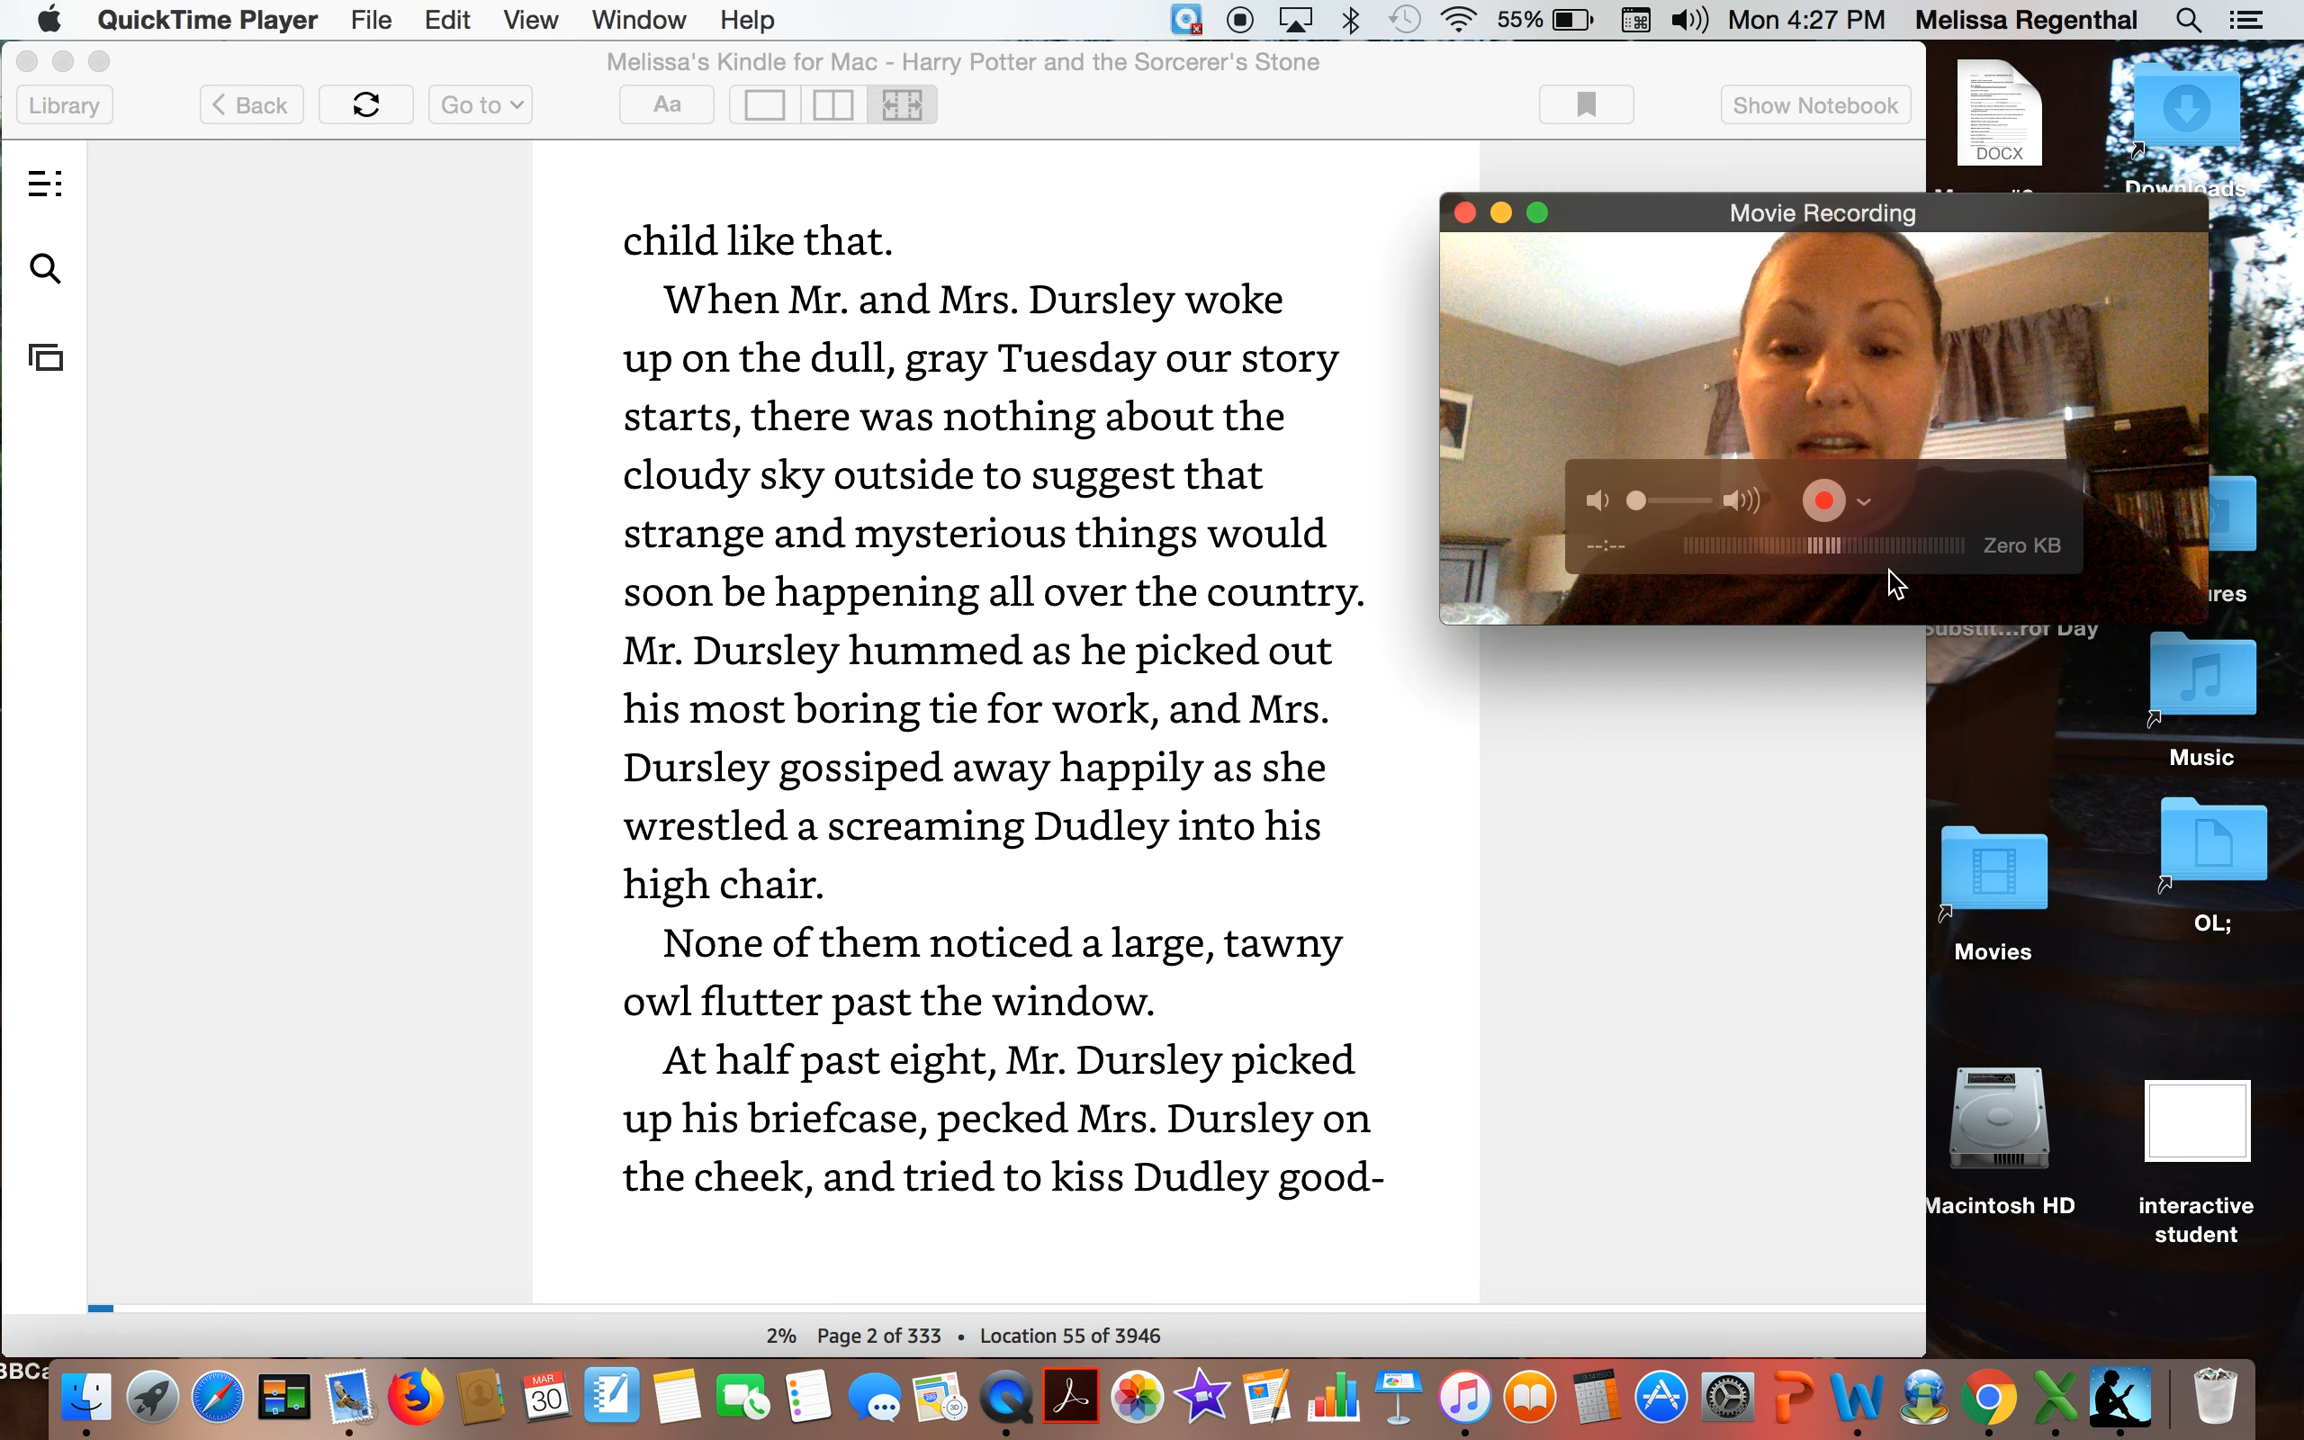 QuickTime Player File Edit View Window Help 55% Mon 4:27 PM Melissa Regenthal
Melissa's Kindle for Mac - Harry Potter and the Sorcerer's Stone
Library Back Go to Aa Show Notebook
DOCX
Downloads
Movie Recording
child like that.
When Mr. and Mrs. Dursley woke
up on the dull, gray Tuesday our story
starts, there was nothing about the
cloudy sky outside to suggest that
strange and mysterious things would
soon be happening all over the country.
Mr. Dursley hummed as he picked out
his most boring tie for work, and Mrs.
Dursley gossiped away happily as she
wrestled a screaming Dudley into his
high chair.
None of them noticed a large, tawny
owl flutter past the window.
At half past eight, Mr. Dursley picked
up his briefcase, pecked Mrs. Dursley on
the cheek, and tried to kiss Dudley good-
--:-- Zero KB
ures
Substit...rof Day
Music
OL;
Movies
Macintosh HD
interactive
student
2% Page 2 of 333 • Location 55 of 3946
MAR
30